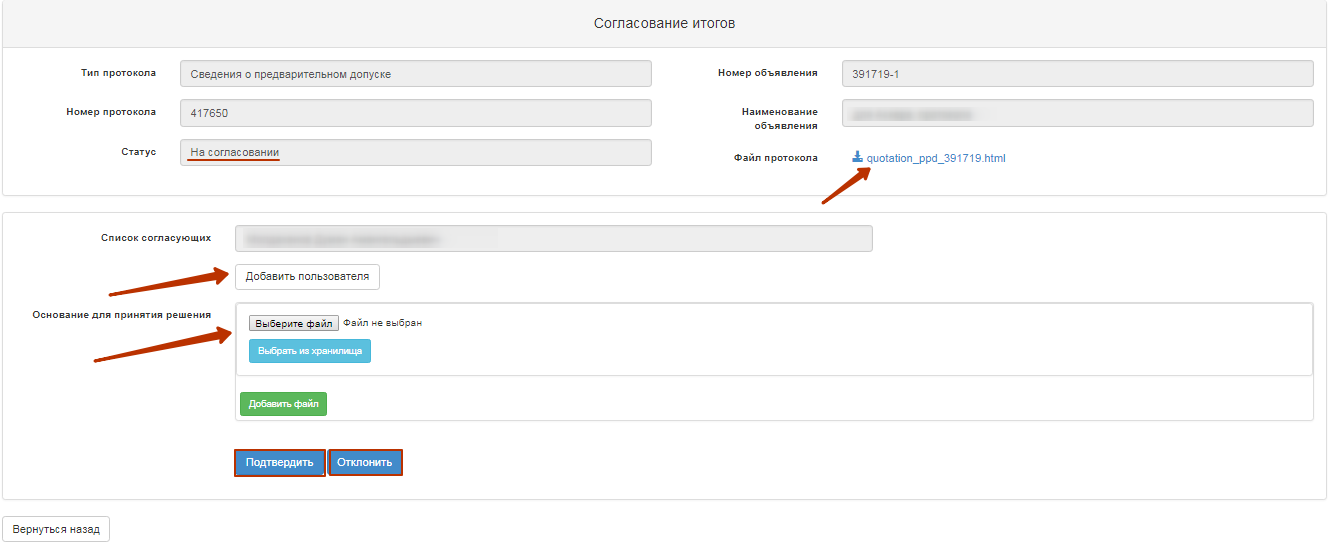 Согласование итогов
Тип протокола
Сведения о предварительном допуске
Номер объявления
391719-1
Номер протокола
417650
Наименование
объявления
Статус
На согласовании
Файл протокола
quotation_ppd_391719.html
Список согласующих
Добавить пользователя
Основание для принятия решения
Выберите файл Файл не выбран
Выбрать из хранилища
Добавить файл
Подтвердить Отклонить
Вернуться назад